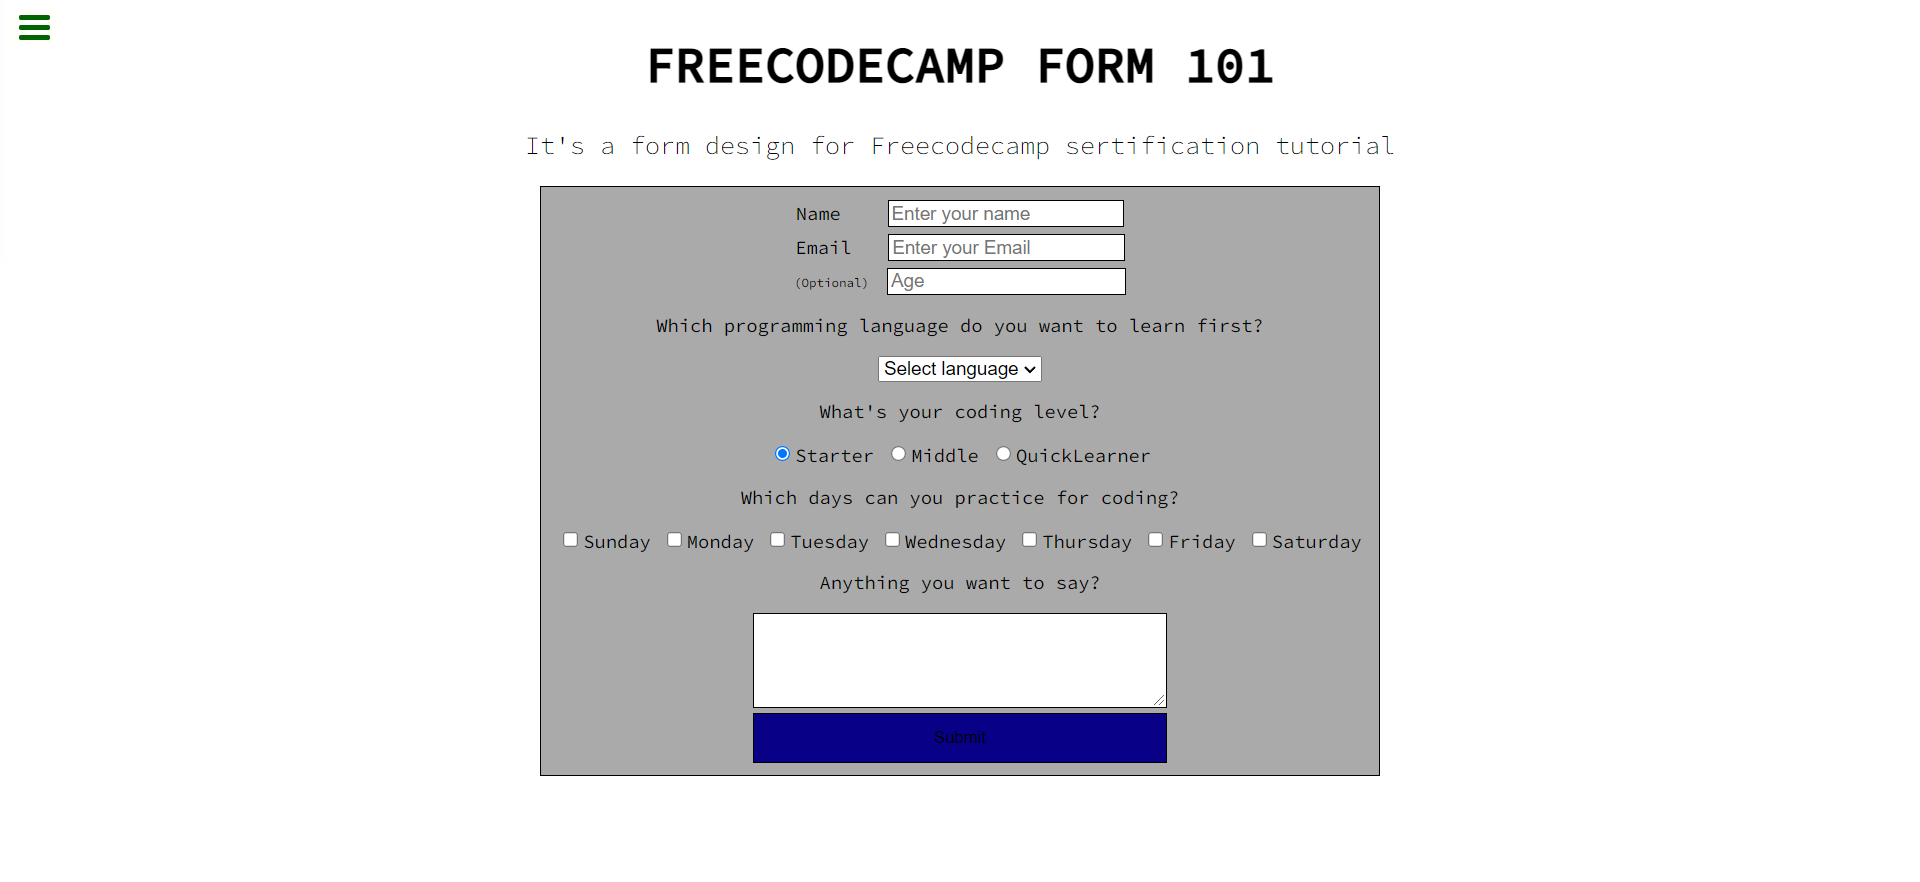 FREECODECAMP FORM 101
It's a form design for Freecodecamp sertification tutorial
Name Enter your name
Email Enter your Email
(Optional) Age
Which programming language do you want to learn first?
Select language
What's your coding level?
Starter Middle QuickLearner
Which days can you practice for coding?
Sunday Monday Tuesday Wednesday Thursday Friday Saturday
Anything you want to say?
Submit